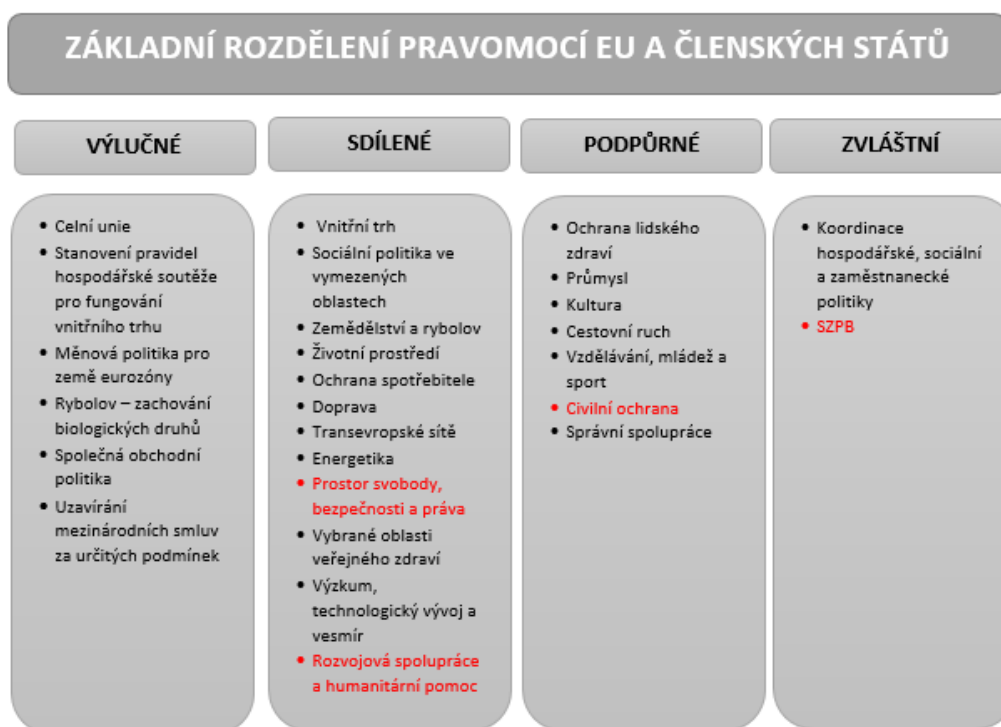 ZÁKLADNÍ ROZDĚLENÍ PRAVOMOCÍ EU A ČLENSKÝCH STÁTŮ
VÝLUČNÉ
• Celní unie
• Stanovení pravidel
hospodářské soutěže
pro fungování
vnitřního trhu
• Měnová politika pro
země eurozóny
• Rybolov – zachování
biologických druhů
• Společná obchodní
politika
• Uzavírání
mezinárodních smluv
za určitých podmínek
SDÍLENÉ
• Vnitřní trh
• Sociální politika ve
vymezených
oblastech
• Zemědělství a rybolov
• Životní prostředí
• Ochrana spotřebitele
• Doprava
• Transevropské sítě
• Energetika
• Prostor svobody,
bezpečnosti a práva
• Vybrané oblasti
veřejného zdraví
• Výzkum,
technologický vývoj a
vesmír
• Rozvojová spolupráce
a humanitární pomoc
PODPŮRNÉ
• Ochrana lidského
zdraví
• Průmysl
• Kultura
• Cestovní ruch
• Vzdělávání, mládež a
sport
• Civilní ochrana
• Správní spolupráce
ZVLÁŠTNÍ
• Koordinace
hospodářské, sociální
a zaměstnanecké
politiky
• SZPB